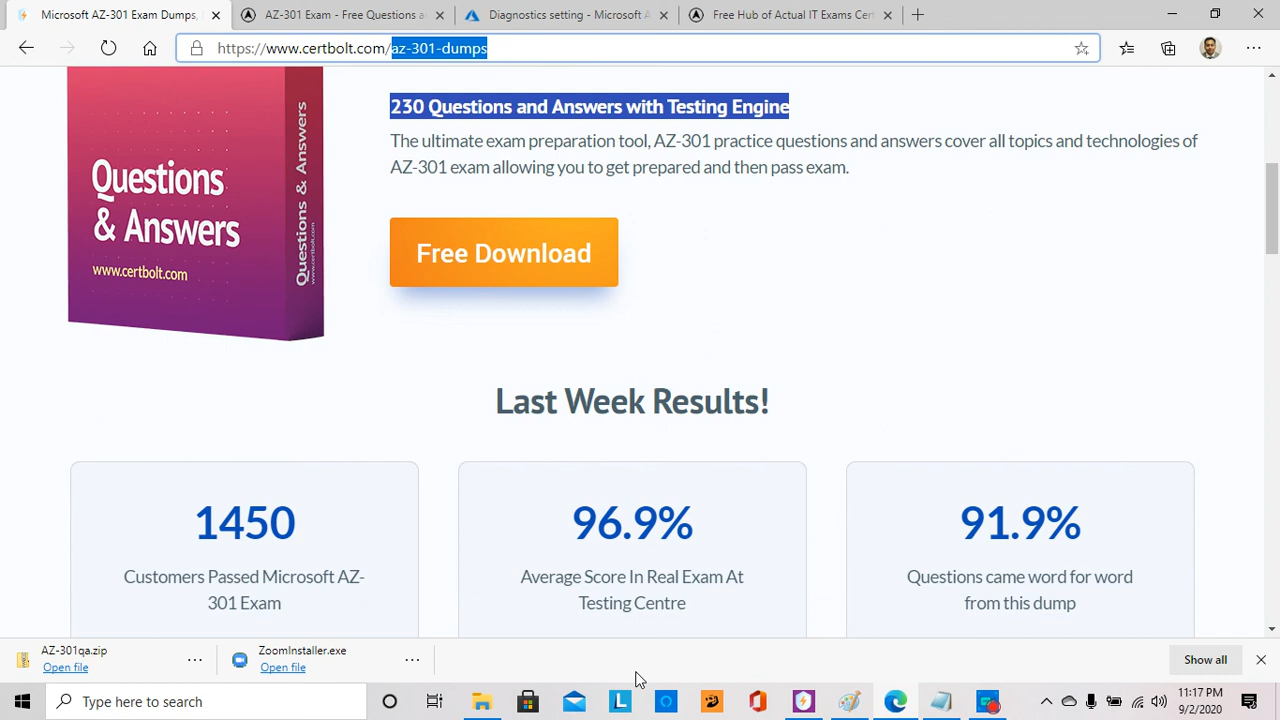 Microsoft AZ-301 Exam Dumps,
AZ-301 Exam - Free Questions a
Diagnostics setting - Microsoft A
Free Hub of Actual IT Exams Cert
https://www.certbolt.com/az-301-dumps
Questions
& Answers
www.certbolt.com
Questions & Answers
www.certbolt.com
230 Questions and Answers with Testing Engine
The ultimate exam preparation tool, AZ-301 practice questions and answers cover all topics and technologies of
AZ-301 exam allowing you to get prepared and then pass exam.
Free Download
Last Week Results!
1450
Customers Passed Microsoft AZ-
301 Exam
96.9%
Average Score In Real Exam At
Testing Centre
91.9%
Questions came word for word
from this dump
AZ-301qa.zip
Open file
ZoomInstaller.exe
Open file
Show all
Type here to search
L
11:17 PM
9/2/2020